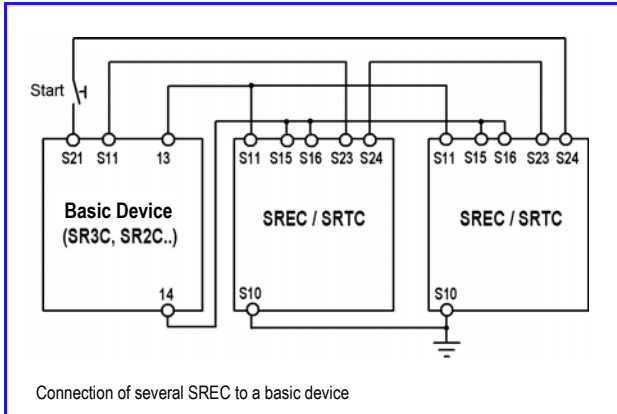 Start
S21 S11 13 S11 S15 S16 S23 S24 S11 S15 S16 S23 S24
Basic Device
(SR3C, SR2C..)
SREC / SRTC
SREC / SRTC
14 S10 S10
Connection of several SREC to a basic device